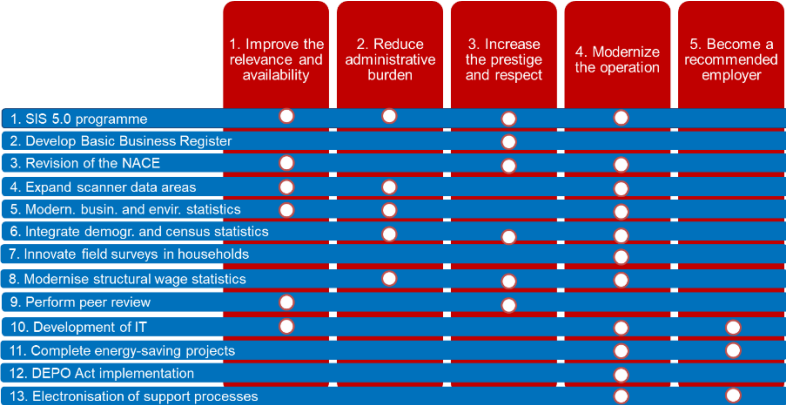 1. Improve the
relevance and
availability
2. Reduce
administrative
burden
3. Increase
the prestige
and respect
4. Modernize
the operation
5. Become a
recommended
employer
1. SIS 5.0 programme
2. Develop Basic Business Register
3. Revision of the NACE
4. Expand scanner data areas
5. Modern. busin. and envir. statistics
6. Integrate demogr. and census statistics
7. Innovate field surveys in households
8. Modernise structural wage statistics
9. Perform peer review
10. Development of IT
11. Complete energy-saving projects
12. DEPO Act implementation
13. Electronisation of support processes